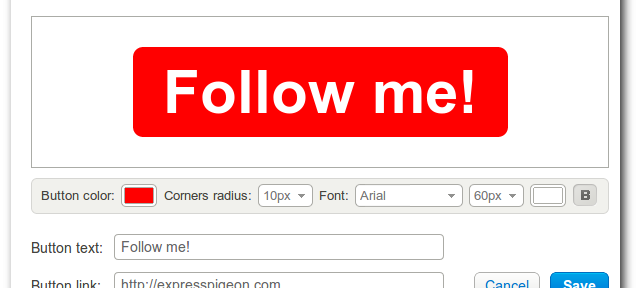 Follow me!
Button color: Corners radius: 10px Font: Arial 60px B
Button text: Follow me!
Button link: http://expresspigeon.com Cancel Save